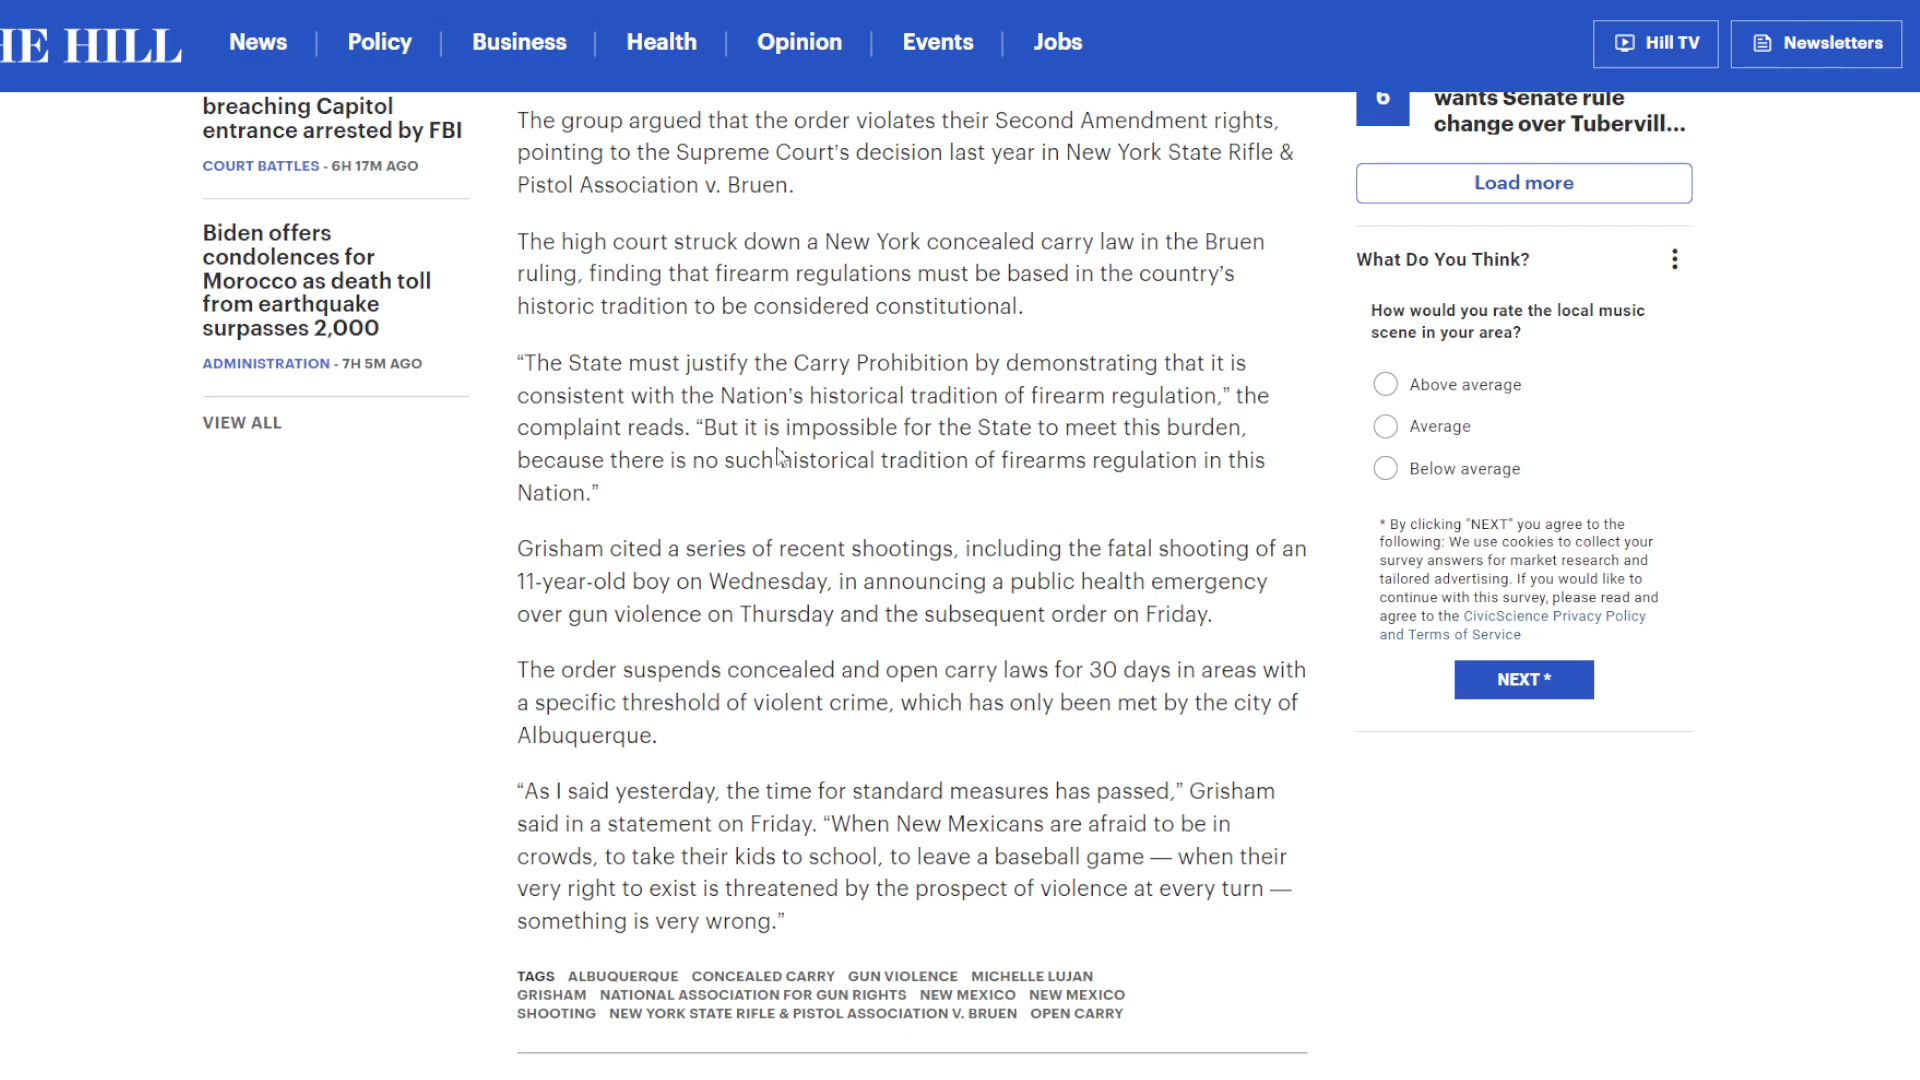 HE HILL
News
Policy
Business
Health
Opinion
Events
Jobs
Hill TV
Newsletters
breaching Capitol
entrance arrested by FBI
COURT BATTLES - 6H 17M AGO
Biden offers
condolences for
Morocco as death toll
from earthquake
surpasses 2,000
ADMINISTRATION - 7H 5M AGO
VIEW ALL
The group argued that the order violates their Second Amendment rights,
pointing to the Supreme Court’s decision last year in New York State Rifle &
Pistol Association v. Bruen.
The high court struck down a New York concealed carry law in the Bruen
ruling, finding that firearm regulations must be based in the country’s
historic tradition to be considered constitutional.
“The State must justify the Carry Prohibition by demonstrating that it is
consistent with the Nation’s historical tradition of firearm regulation,” the
complaint reads. “But it is impossible for the State to meet this burden,
because there is no such historical tradition of firearms regulation in this
Nation.”
Grisham cited a series of recent shootings, including the fatal shooting of an
11-year-old boy on Wednesday, in announcing a public health emergency
over gun violence on Thursday and the subsequent order on Friday.
The order suspends concealed and open carry laws for 30 days in areas with
a specific threshold of violent crime, which has only been met by the city of
Albuquerque.
“As I said yesterday, the time for standard measures has passed,” Grisham
said in a statement on Friday. “When New Mexicans are afraid to be in
crowds, to take their kids to school, to leave a baseball game — when their
very right to exist is threatened by the prospect of violence at every turn —
something is very wrong.”
TAGS ALBUQUERQUE CONCEALED CARRY GUN VIOLENCE MICHELLE LUJAN
GRISHAM NATIONAL ASSOCIATION FOR GUN RIGHTS NEW MEXICO NEW MEXICO
SHOOTING NEW YORK STATE RIFLE & PISTOL ASSOCIATION V. BRUEN OPEN CARRY
6
wants Senate rule
change over Tubervill...
Load more
What Do You Think?
How would you rate the local music
scene in your area?
Above average
Average
Below average
* By clicking "NEXT" you agree to the
following: We use cookies to collect your
survey answers for market research and
tailored advertising. If you would like to
continue with this survey, please read and
agree to the CivicScience Privacy Policy
and Terms of Service
NEXT *